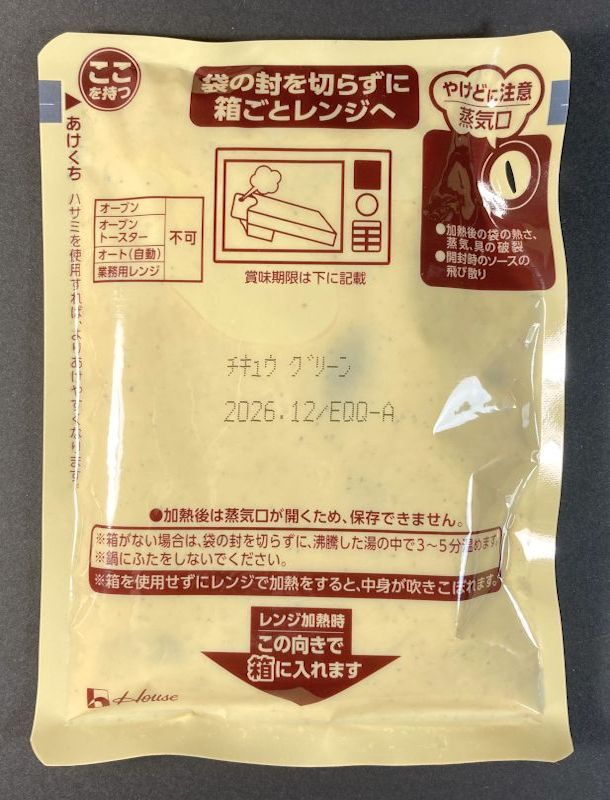 ここ
を持つ
袋の封を切らずに
箱ごとレンジへ
やけどに注意
蒸気口
▶あけくち ハサミを使用すれば、よりあけやすくなります。
オーブン
オーブン
トースター
オート(自動)
業務用レンジ
不可
賞味期限は下に記載
●加熱後の袋の熱さ、
蒸気、具の破裂
●開封時のソースの
飛び散り
チキュウ グリーン
2026.12/EQQ-A
●加熱後は蒸気口が開くため、保存できません。
※箱がない場合は、袋の封を切らずに、沸騰した湯の中で3〜5分温めます。
※鍋にふたをしないでください。
※箱を使用せずにレンジで加熱をすると、中身が吹きこぼれます。
レンジ加熱時
この向きで
箱に入れます
House